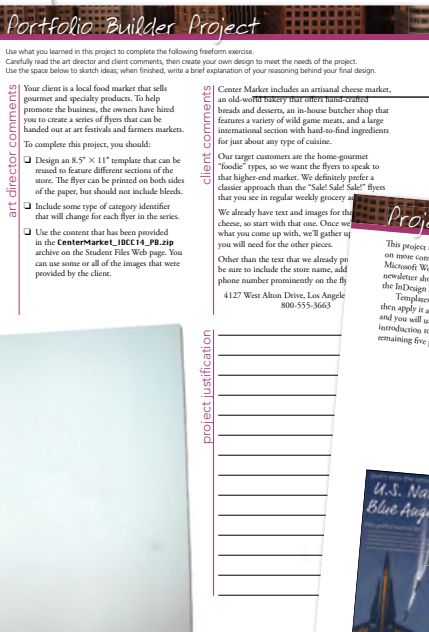 Portfolio Builder Project
Use what you learned in this project to complete the following freeform exercise.
Carefully read the art director and client comments, then create your own design to meet the needs of the project.
Use the space below to sketch ideas; when finished, write a brief explanation of your reasoning behind your final design.
art director comments
Your client is a local food market that sells
gourmet and specialty products. To help
promote the business, the owners have hired
you to create a series of flyers that can be
handed out at art festivals and farmers markets.
To complete this project, you should:
❑ Design an 8.5″ × 11″ template that can be
reused to feature different sections of the
store. The flyer can be printed on both sides
of the paper, but should not include bleeds.
❑ Include some type of category identifier
that will change for each flyer in the series.
❑ Use the content that has been provided
in the CenterMarket_IDCC14_PB.zip
archive on the Student Files Web page. You
can use some or all of the images that were
provided by the client.
client comments
Center Market includes an artisanal cheese market,
an old-world bakery that offers hand-crafted
breads and desserts, an in-house butcher shop that
features a variety of wild game meats, and a large
international section with hard-to-find ingredients
for just about any type of cuisine.
Our target customers are the home-gourmet
"foodie" types, so we want the flyers to speak to
that higher-end market. We definitely prefer a
classier approach than the "Sale! Sale! Sale!" flyers
that you see in regular weekly grocery
We already have text and images for the
cheese, so start with that one. Once we
what you come up with, we'll gather up
you will need for the other pieces.
Other than the text that we already
be sure to include the store name,
phone number prominently on the
4127 West Alton Drive, Los Angele
800-555-3663
project justification
Proj
This project
on more com
Microsoft Wo
newsletter sho
the InDesign
Templates
then apply it a
and you will u
introduction to
remaining five
U.S. Na
Blue Aug